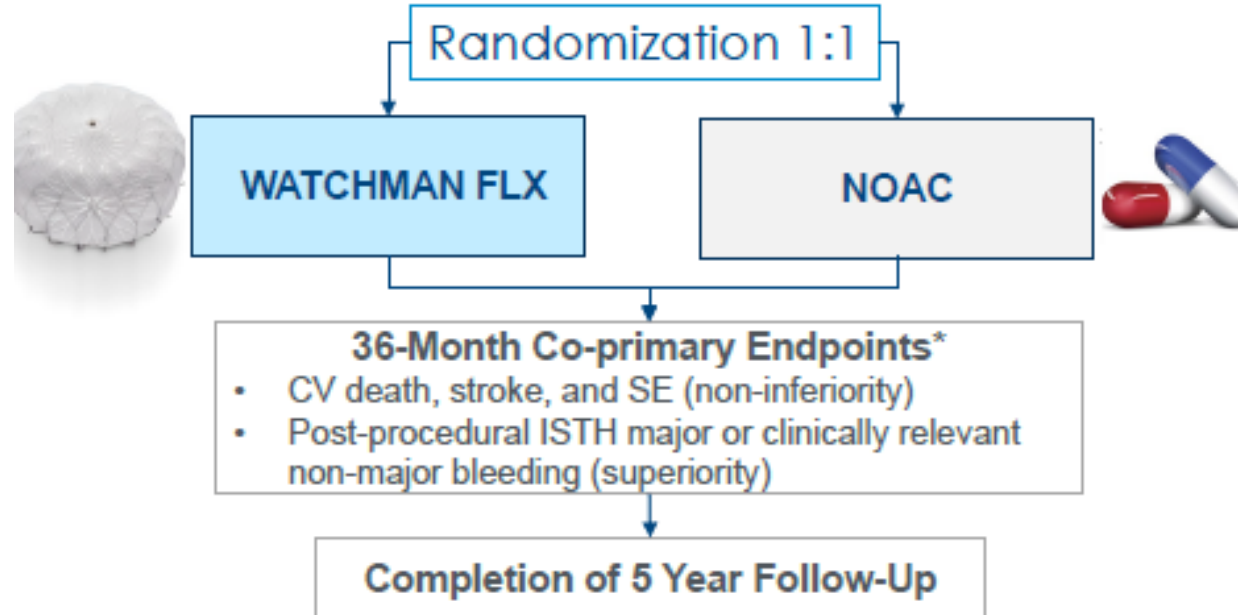 Randomization 1:1
WATCHMAN FLX
NOAC
36-Month Co-primary Endpoints*
• CV death, stroke, and SE (non-inferiority)
• Post-procedural ISTH major or clinically relevant
non-major bleeding (superiority)
Completion of 5 Year Follow-Up